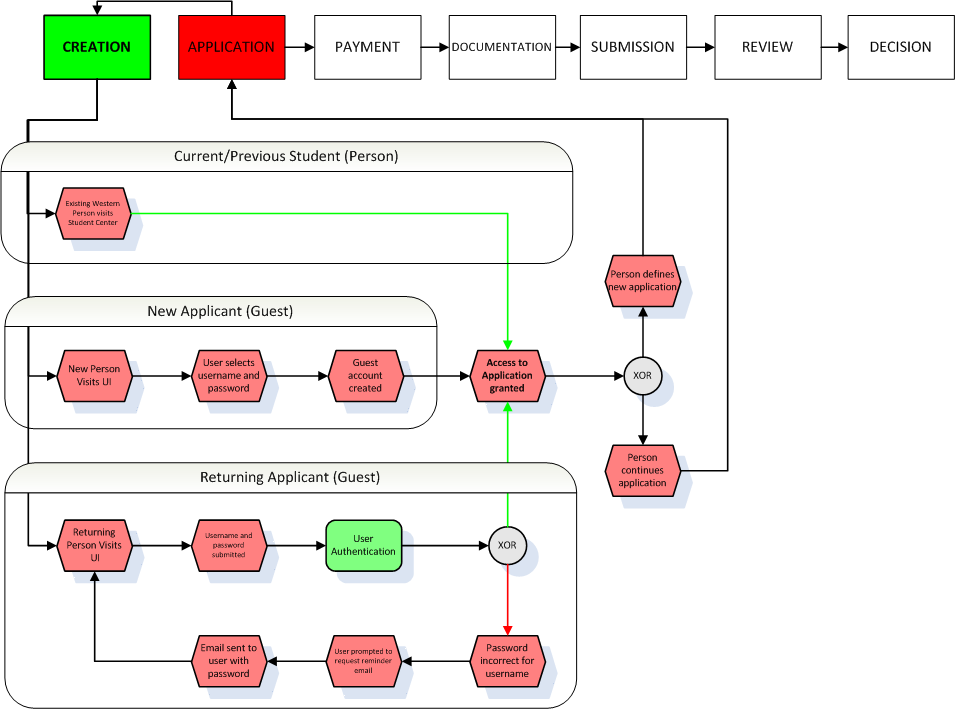 CREATION
APPLICATION
PAYMENT
DOCUMENTATION
SUBMISSION
REVIEW
DECISION
Current/Previous Student (Person)
Existing Western
Person visits
Student Center
Person defines
new application
New Applicant (Guest)
New Person
Visits UI
User selects
username and
password
Guest
account
created
Access to
Application
granted
XOR
Person
continues
application
Returning Applicant (Guest)
Returning
Person Visits
UI
Username and
password
submitted
User
Authentication
XOR
Email sent to
user with
password
User prompted to
request reminder
email
Password
incorrect for
username